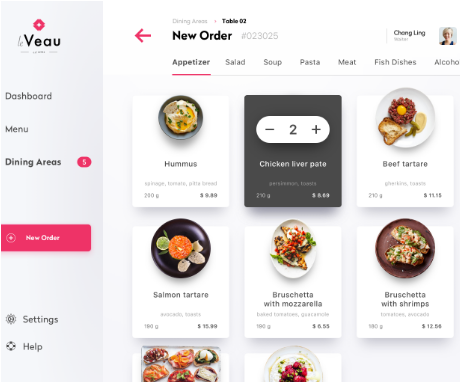 Dining Areas › Table 02
New Order #023025
Chong Ling
Waiter
le Veau
Appetizer Salad Soup Pasta Meat Fish Dishes Alcoho
Dashboard
Menu
Dining Areas 5
New Order
Settings
Help
− 2 +
Hummus
spinage, tomato, pitta bread
200 g $ 9.89
Chicken liver pate
persimmon, toasts
210 g $ 8.69
Beef tartare
gherkins, toasts
210 g $ 11.15
Salmon tartare
avocado, toasts
190 g $ 15.99
Bruschetta
with mozzarella
baked tomatoes, guacamole
190 g $ 6.55
Bruschetta
with shrimps
tomatoes, avocado
180 g $ 12.56